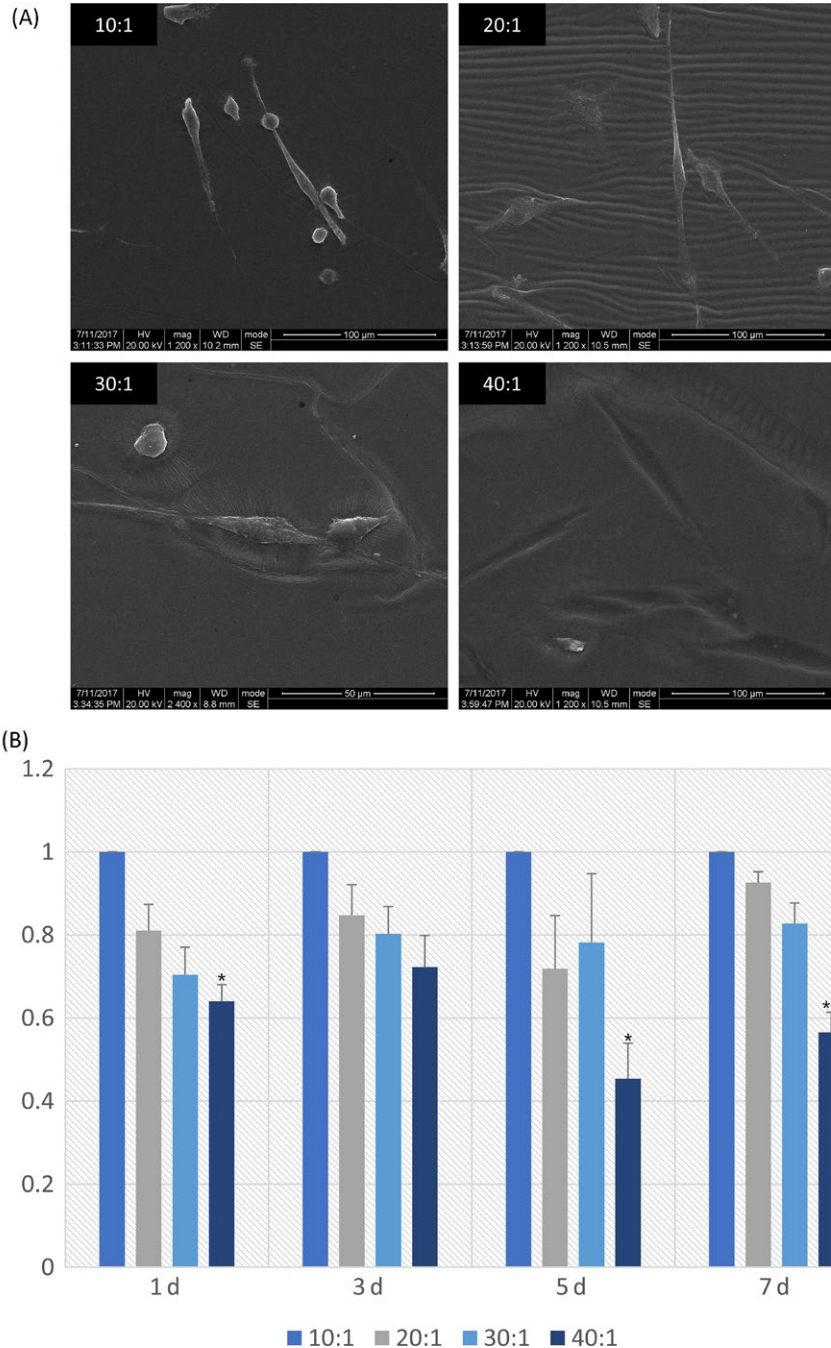 (A)
10:1
20:1
7/11/2017 HV mag WD mode
3:11:33 PM 20.00 kV 1 200 x 10.2 mm SE 100 µm
7/11/2017 HV mag WD mode
3:13:59 PM 20.00 kV 1 200 x 10.5 mm SE 100 µm
30:1
40:1
7/11/2017 HV mag WD mode
3:34:35 PM 20.00 kV 2 400 x 8.8 mm SE 50 µm
7/11/2017 HV mag WD mode
3:59:47 PM 20.00 kV 1 200 x 10.5 mm SE 100 µm
(B)
1.2
1
0.8
0.6
0.4
0.2
0
*
*
*
1 d 3 d 5 d 7 d
10:1 20:1 30:1 40:1